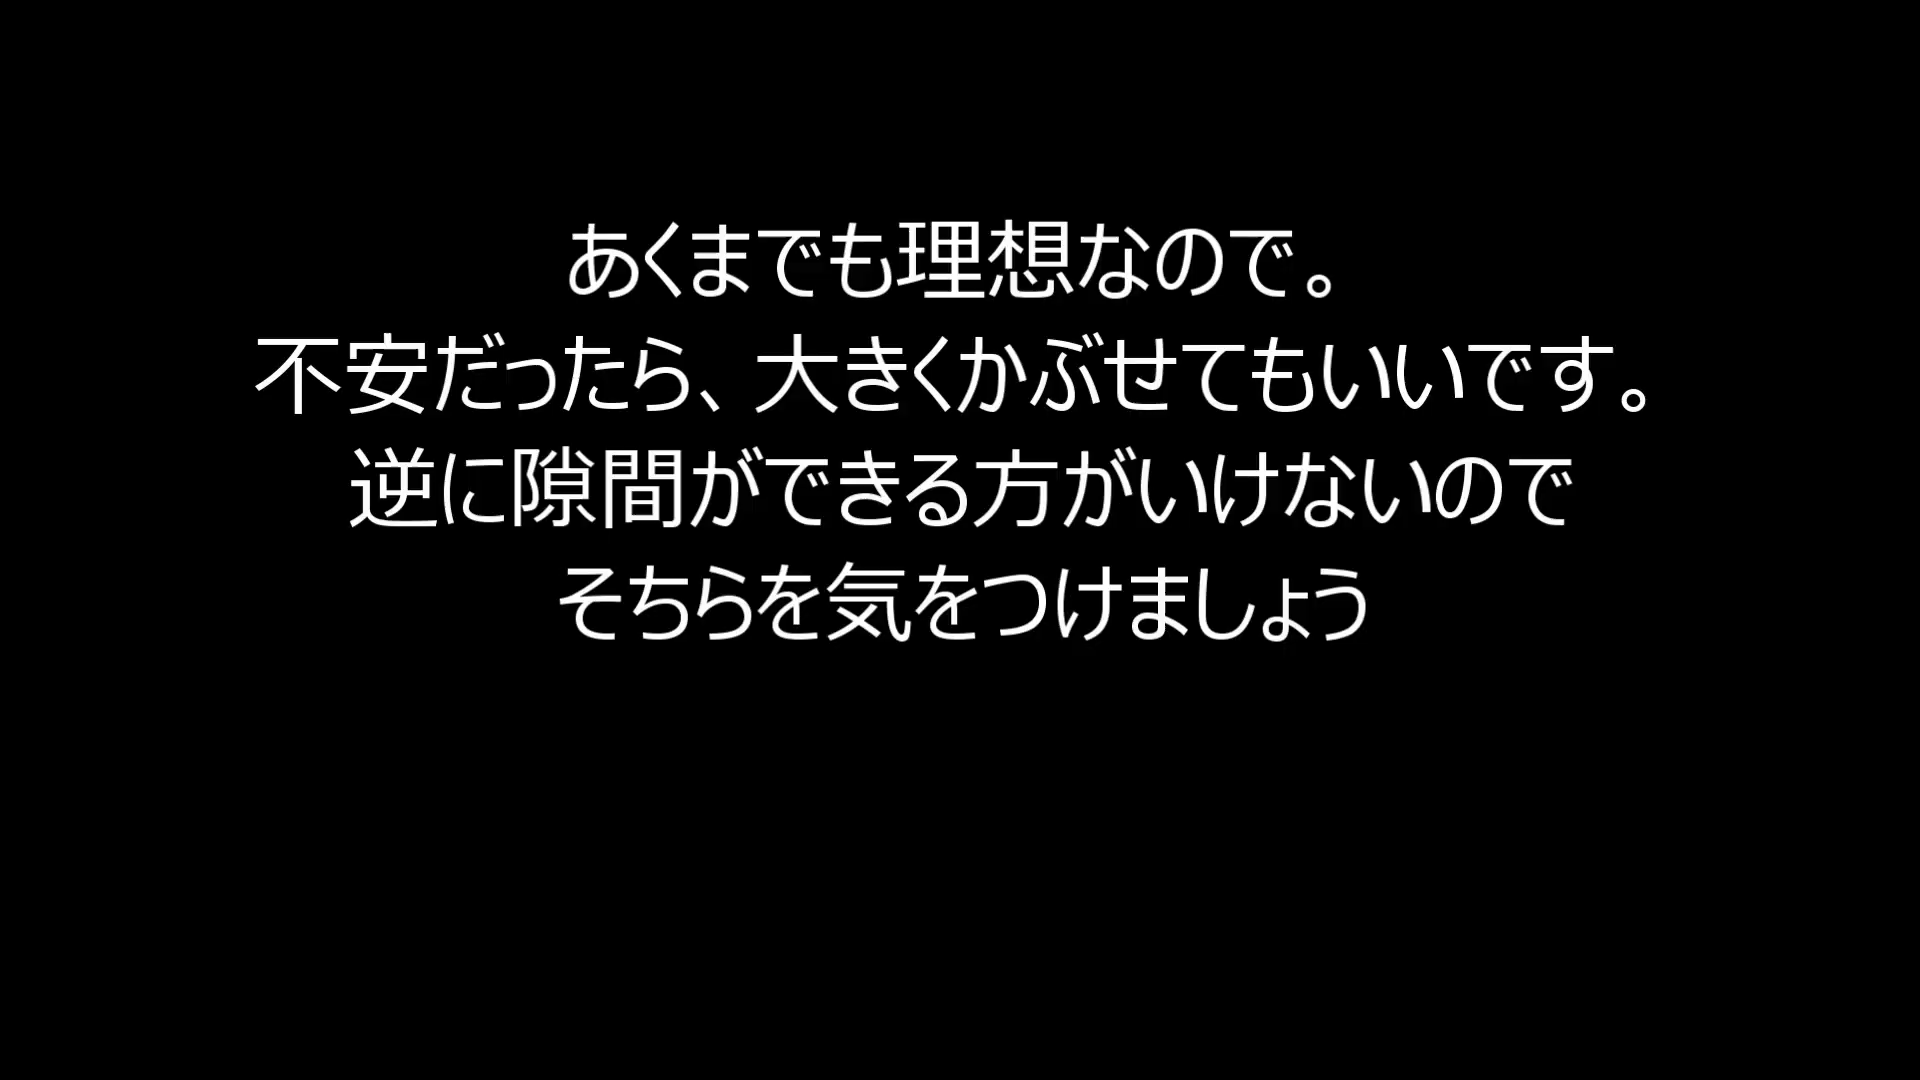 あくまでも理想なので。
不安だったら、大きくかぶせてもいいです。
逆に隙間ができる方がいけないので
そちらを気をつけましょう